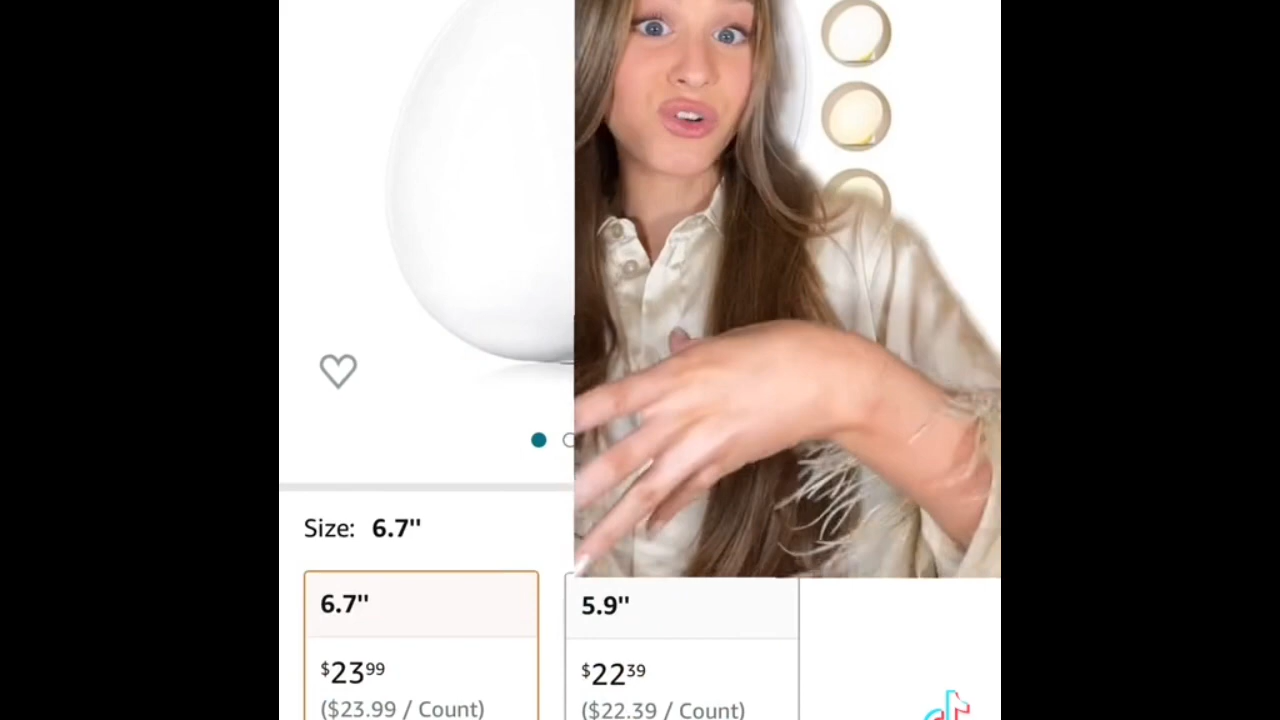 Size: 6.7''
6.7''
5.9''
$23.99
$22.39
($23.99 / Count)
($22.39 / Count)